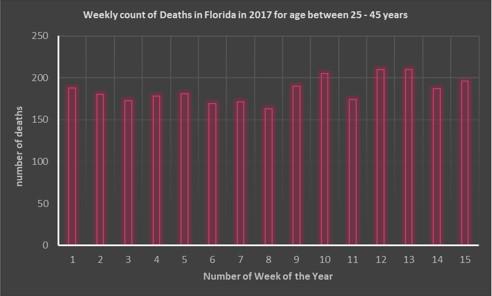 Weekly count of Deaths in Florida in 2017 for age between 25 - 45 years
number of deaths
250
200
150
100
50
0
1 2 3 4 5 6 7 8 9 10 11 12 13 14 15
Number of Week of the Year